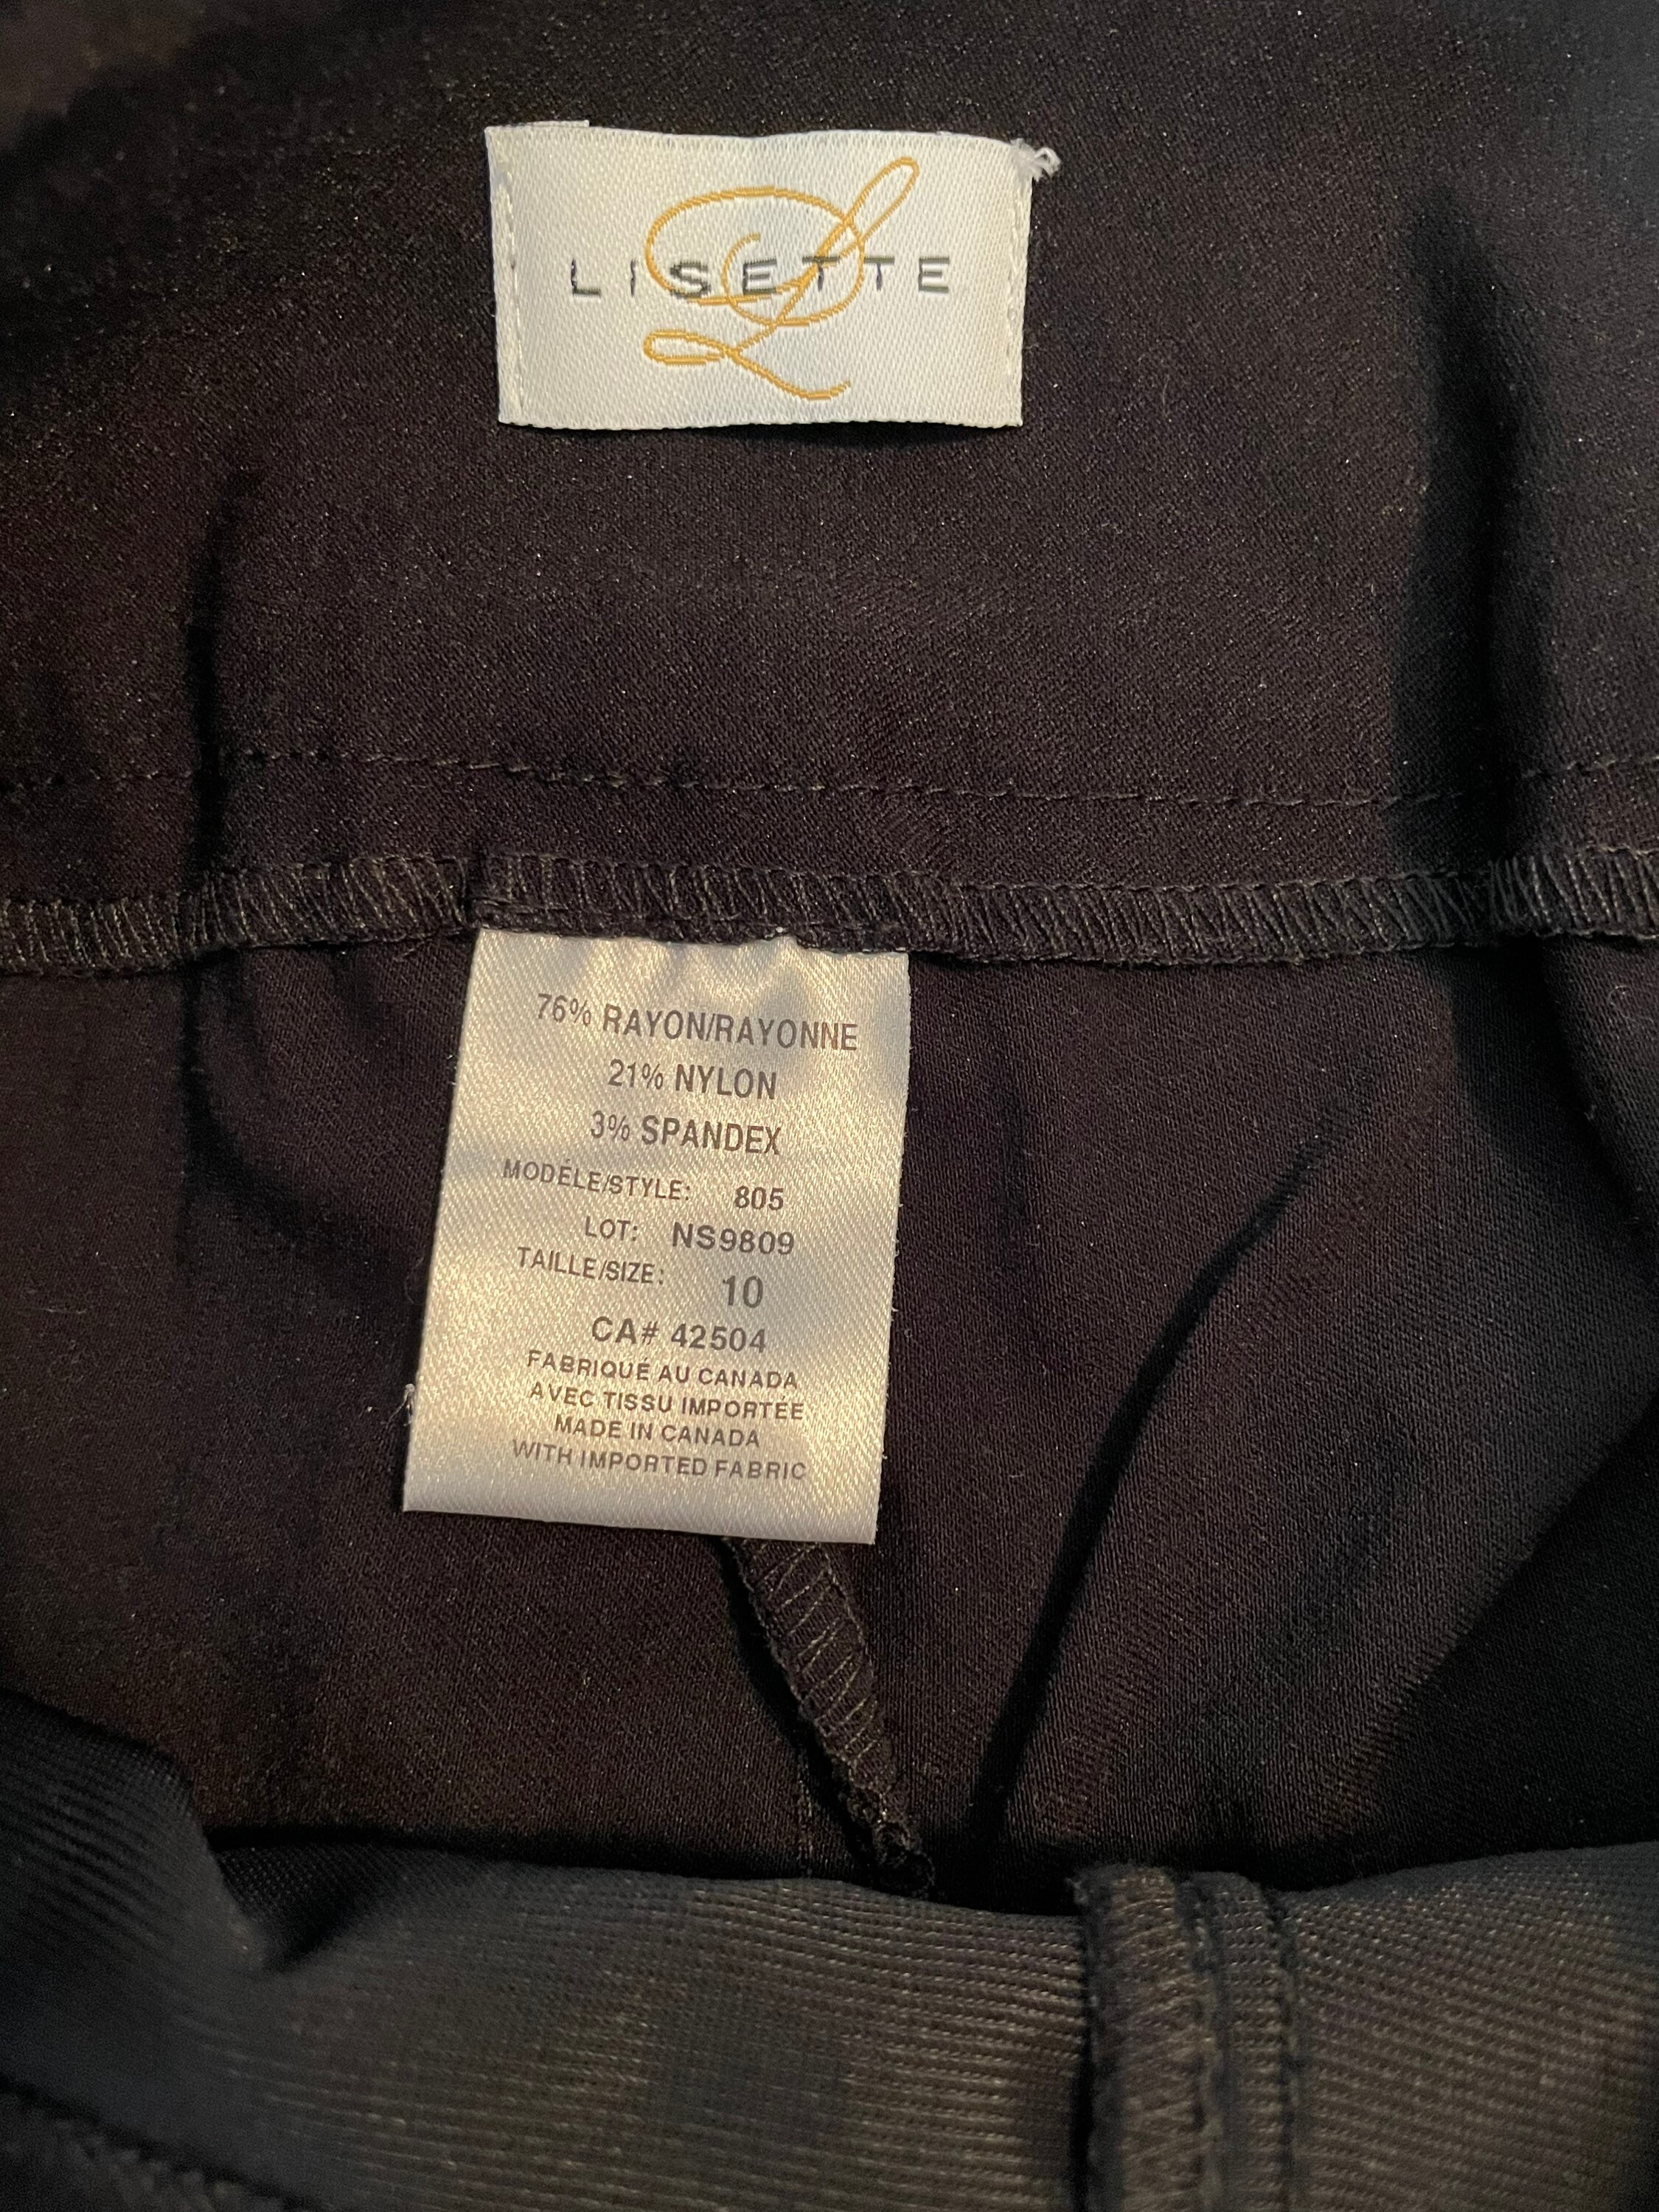 LISETTE
L
76% RAYON/RAYONNE
21% NYLON
3% SPANDEX
MODÉLE/STYLE: 805
LOT: NS9809
TAILLE/SIZE: 10
CA# 42504
FABRIQUÉ AU CANADA
AVEC TISSU IMPORTÉE
MADE IN CANADA
WITH IMPORTED FABRIC